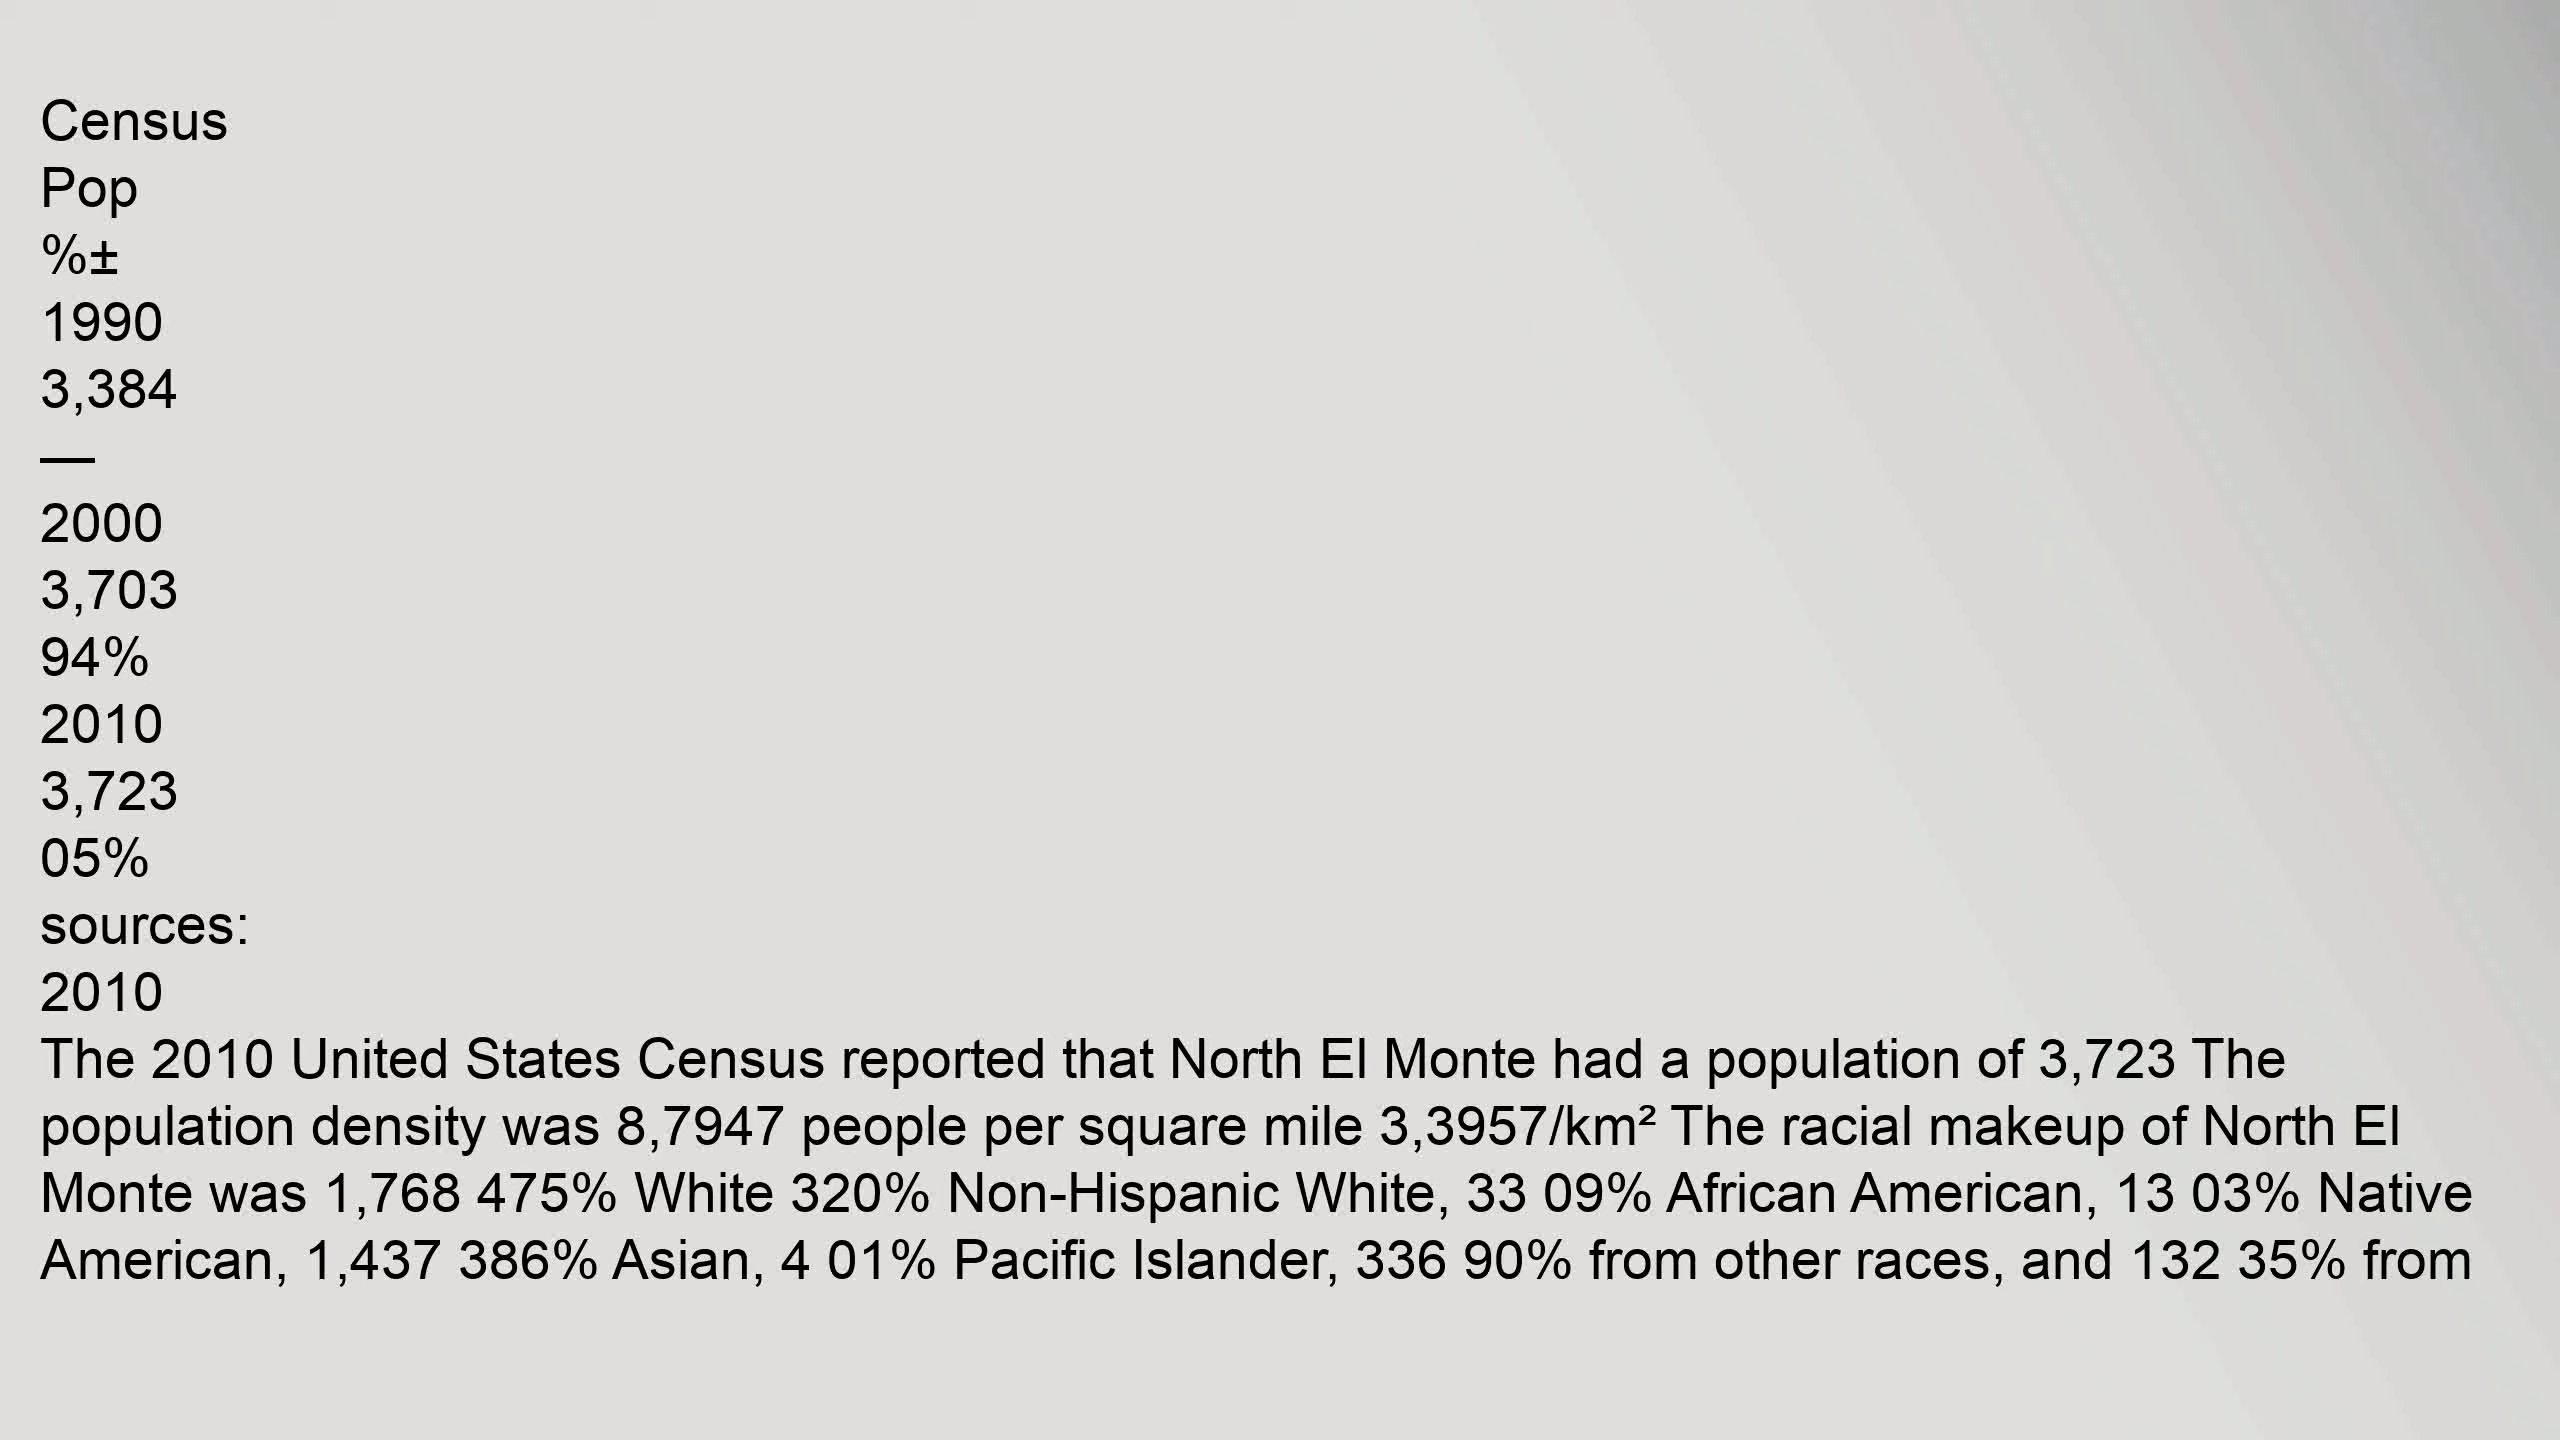 Census
Pop
%±
1990
3,384
—
2000
3,703
94%
2010
3,723
05%
sources:
2010
The 2010 United States Census reported that North El Monte had a population of 3,723 The
population density was 8,7947 people per square mile 3,3957/km² The racial makeup of North El
Monte was 1,768 475% White 320% Non-Hispanic White, 33 09% African American, 13 03% Native
American, 1,437 386% Asian, 4 01% Pacific Islander, 336 90% from other races, and 132 35% from